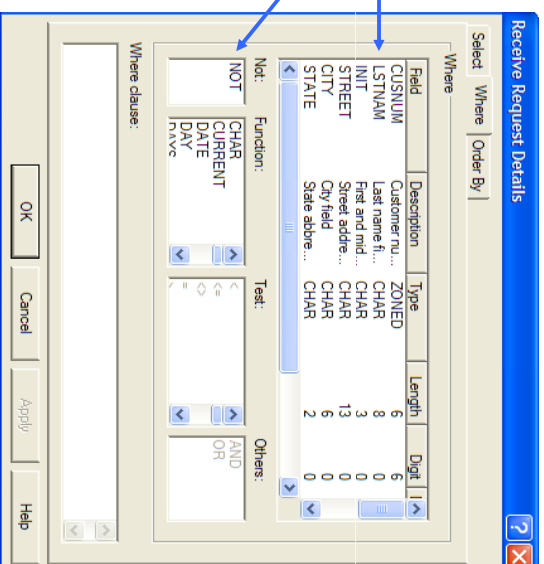 Receive Request Details
Select Where Order By
Where
Field Description Type Length Digit
CUSNUM Customer nu... ZONED 6 6
LSTNAM Last name fi... CHAR 8 0
INIT First and mid... CHAR 3 0
STREET Street addre... CHAR 13 0
CITY City field CHAR 6 0
STATE State abbre... CHAR 2 0
Not: Function: Test: Others:
NOT CHAR < AND
CURRENT <= OR
DATE <>
DAY =
DAYS
Where clause:
OK Cancel Apply Help